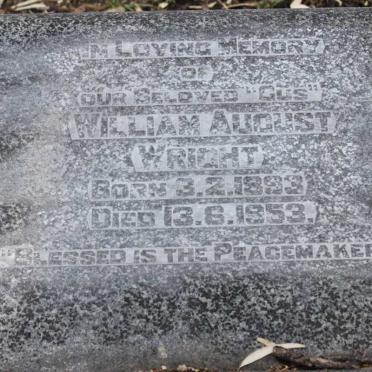 IN LOVING MEMORY
OF
OUR BELOVED "GUS"
WILLIAM AUGUST
WRIGHT
BORN 3.2.1893
DIED 13.6.1953.
"BLESSED IS THE PEACEMAKER